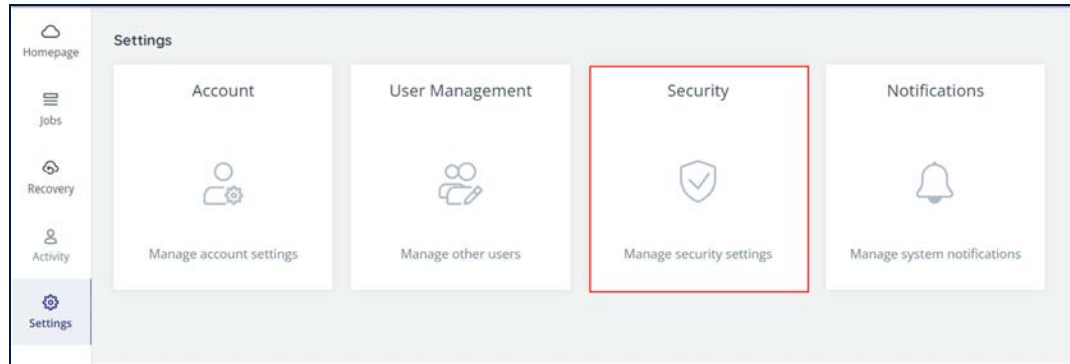 Homepage
Jobs
Recovery
Activity
Settings
Settings
Account
Manage account settings
User Management
Manage other users
Security
Manage security settings
Notifications
Manage system notifications